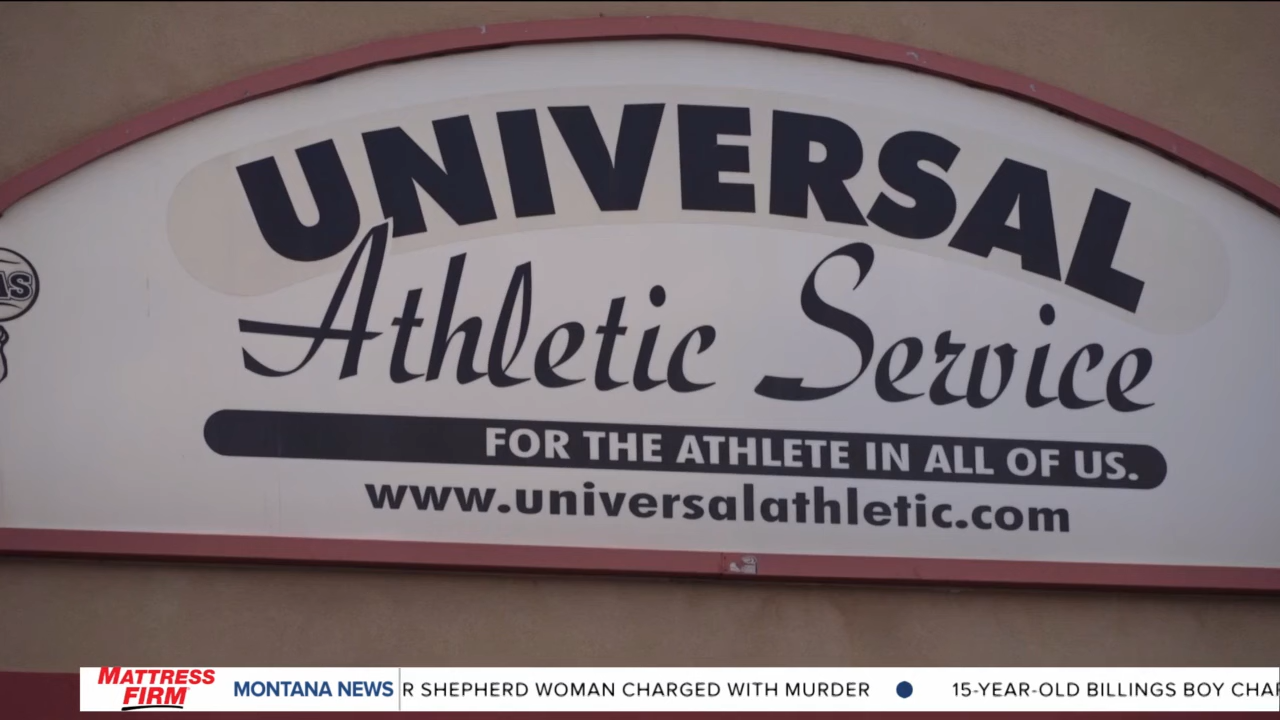 UNIVERSAL
Athletic Service
AS
FOR THE ATHLETE IN ALL OF US.
www.universalathletic.com
MATTRESS FIRM
MONTANA NEWS R SHEPHERD WOMAN CHARGED WITH MURDER ● 15-YEAR-OLD BILLINGS BOY CHA